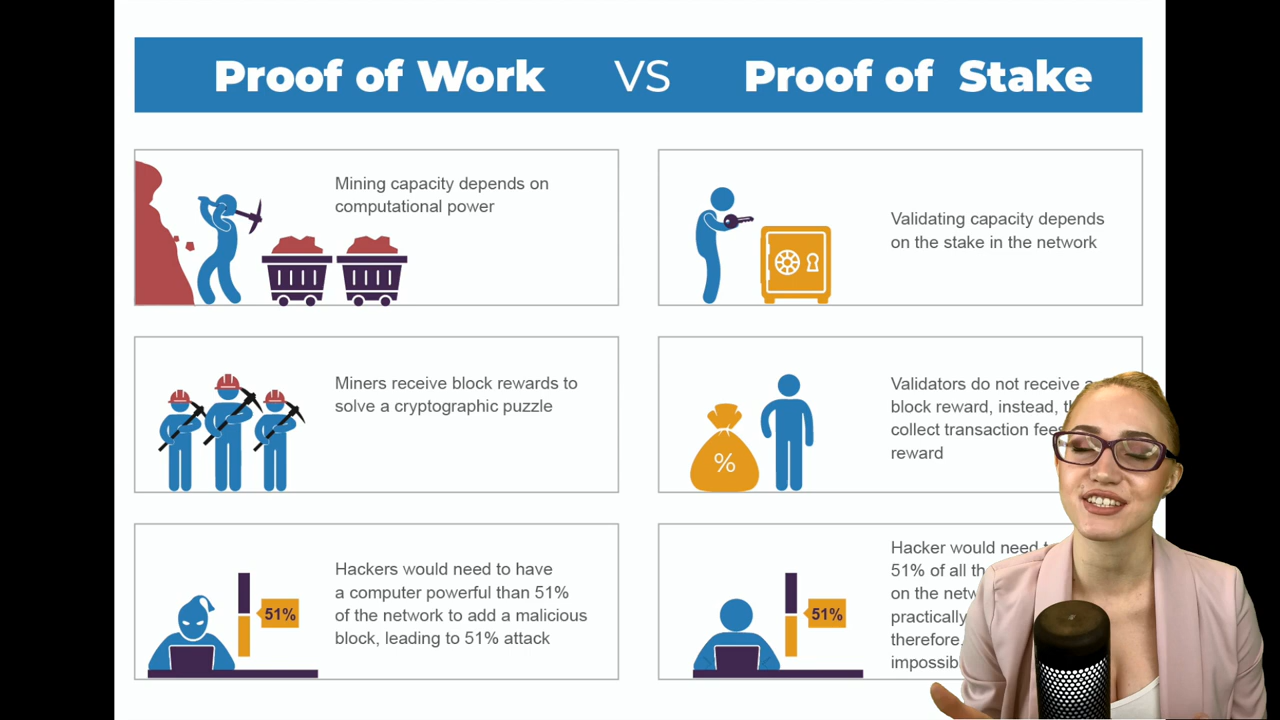 Proof of Work VS Proof of Stake
Mining capacity depends on
computational power
Validating capacity depends
on the stake in the network
Miners receive block rewards to
solve a cryptographic puzzle
Validators do not receive a
block reward, instead,
collect transaction fees
reward
%
Hackers would need to have
a computer powerful than 51%
of the network to add a malicious
block, leading to 51% attack
51%
Hacker would need
51% of all
on the
practically
therefore.
51%